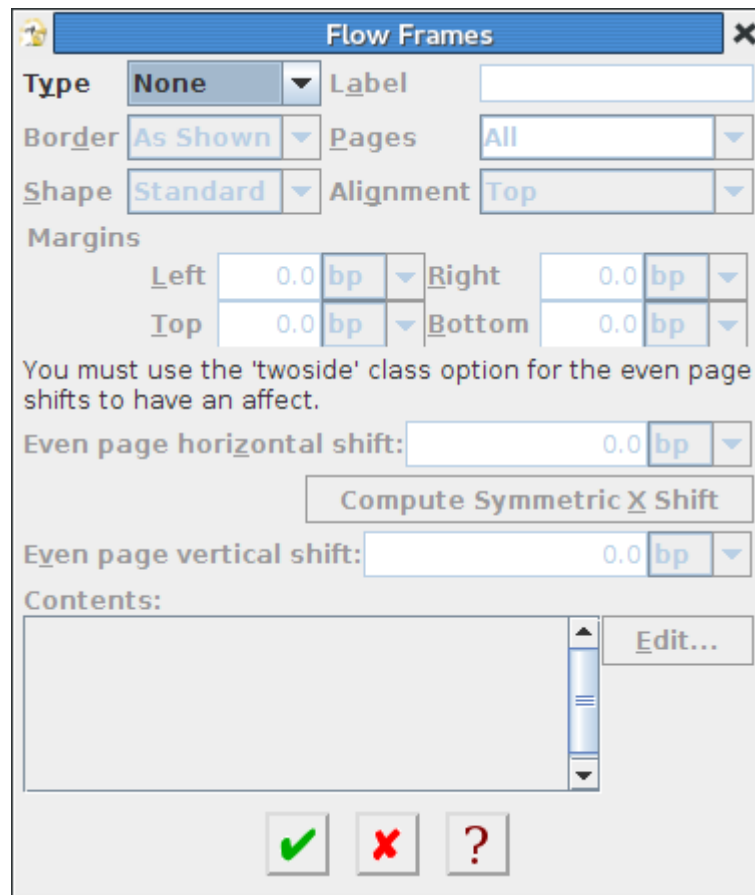 Flow Frames
Type None Label
Border As Shown Pages All
Shape Standard Alignment Top
Margins
Left 0.0 bp Right 0.0 bp
Top 0.0 bp Bottom 0.0 bp
You must use the 'twoside' class option for the even page
shifts to have an affect.
Even page horizontal shift: 0.0 bp
Compute Symmetric X Shift
Even page vertical shift: 0.0 bp
Contents:
Edit...
?